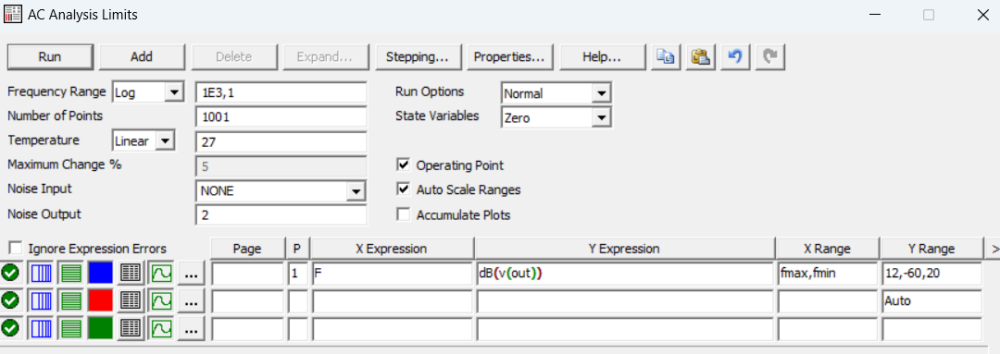 AC Analysis Limits
Run Add Delete Expand... Stepping... Properties... Help...
Frequency Range Log 1E3,1 Run Options Normal
Number of Points 1001 State Variables Zero
Temperature Linear 27
Maximum Change % 5 Operating Point
Noise Input NONE Auto Scale Ranges
Noise Output 2 Accumulate Plots
Ignore Expression Errors Page P X Expression Y Expression X Range Y Range >
... 1 F dB(v(out)) fmax,fmin 12,-60,20
... Auto
...